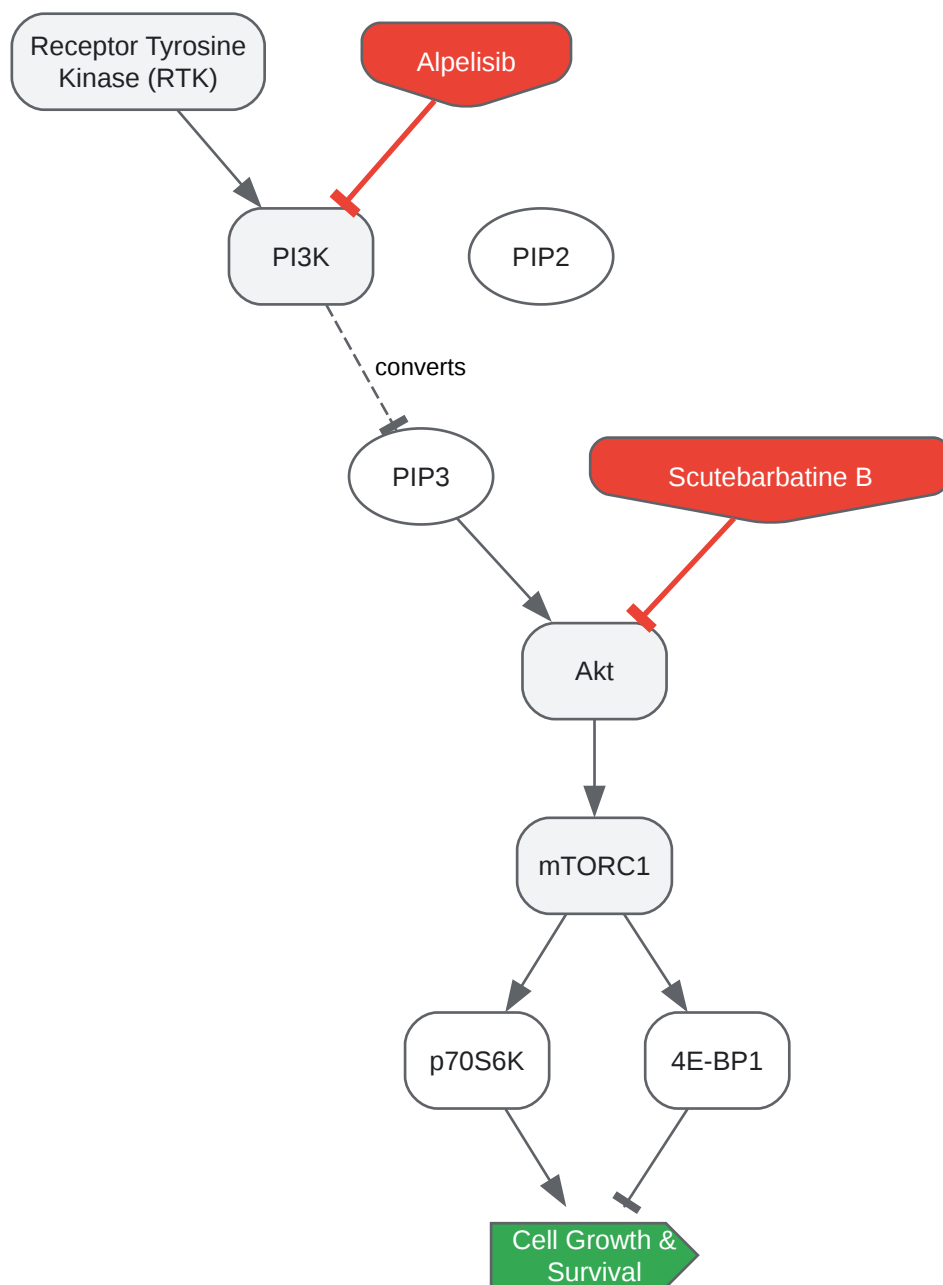 Receptor Tyrosine
Kinase (RTK)
Alpelisib
PI3K
PIP2
converts
PIP3
Scutebarbatine B
Akt
mTORC1
p70S6K
4E-BP1
Cell Growth &
Survival